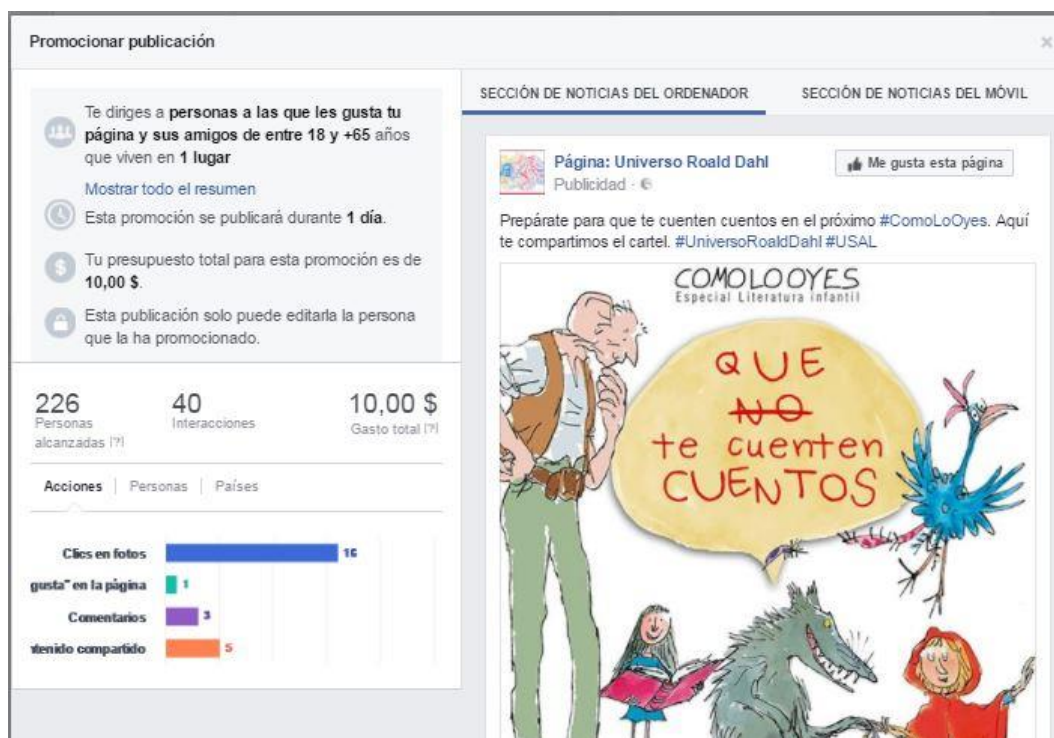 Promocionar publicación
Te diriges a personas a las que les gusta tu
página y sus amigos de entre 18 y +65 años
que viven en 1 lugar
Mostrar todo el resumen
Esta promoción se publicará durante 1 día.
Tu presupuesto total para esta promoción es de
10,00 $.
Esta publicación solo puede editarla la persona
que la ha promocionado.
226
Personas
alcanzadas [?]
40
Interacciones
10,00 $
Gasto total [?]
Acciones | Personas | Países
Clics en fotos 16
gusta" en la página 1
Comentarios 3
ntenido compartido 5
SECCIÓN DE NOTICIAS DEL ORDENADOR
SECCIÓN DE NOTICIAS DEL MÓVIL
Página: Universo Roald Dahl
Me gusta esta página
Publicidad ·
Prepárate para que te cuenten cuentos en el próximo #ComoLoOyes. Aquí
te compartimos el cartel. #UniversoRoaldDahl #USAL
COMOLOOYES
Especial Literatura infantil
QUE
NO
te cuenten
CUENTOS